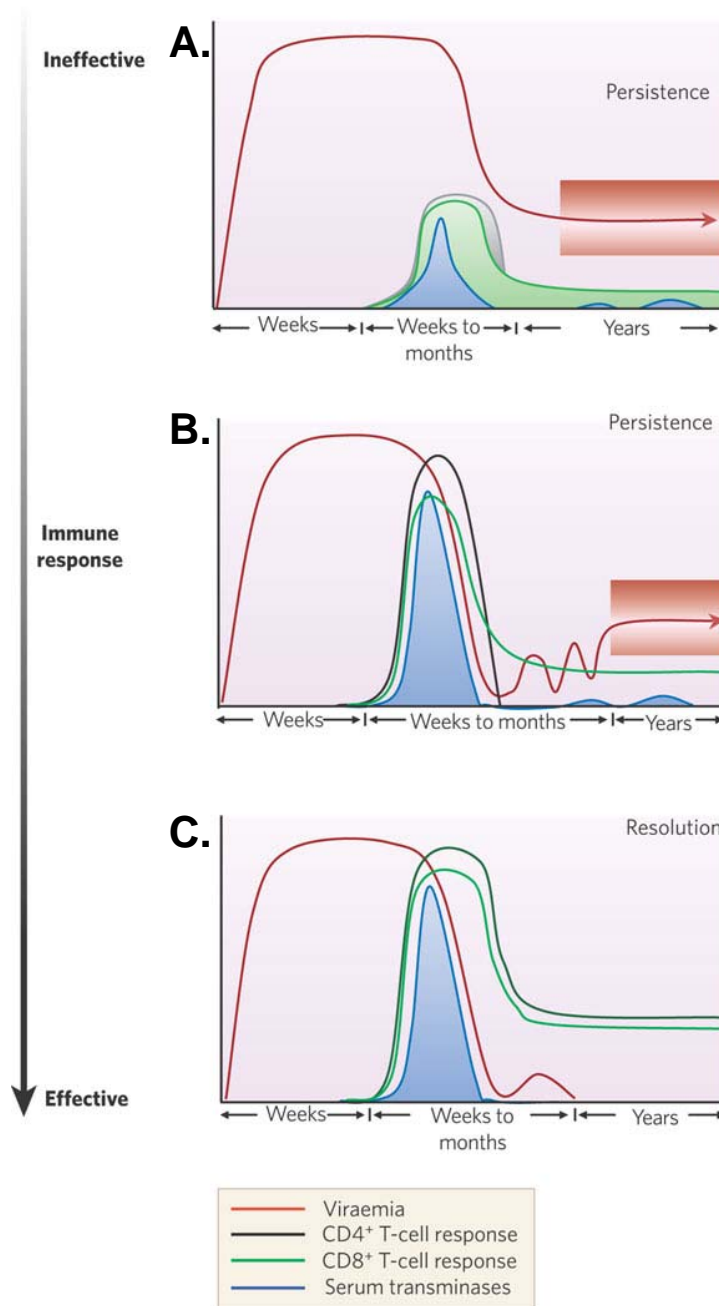 Ineffective
A.
Persistence
Weeks
Weeks to
months
Years
B.
Persistence
Immune
response
Weeks
Weeks to months
Years
C.
Resolution
Effective
Weeks
Weeks to
months
Years
Viraemia
CD4+ T-cell response
CD8+ T-cell response
Serum transminases